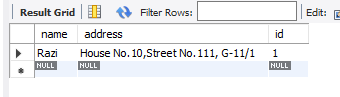 Result Grid Filter Rows: Edit:
name address id
Razi House No.10,Street No.111, G-11/1 1
NULL NULL NULL